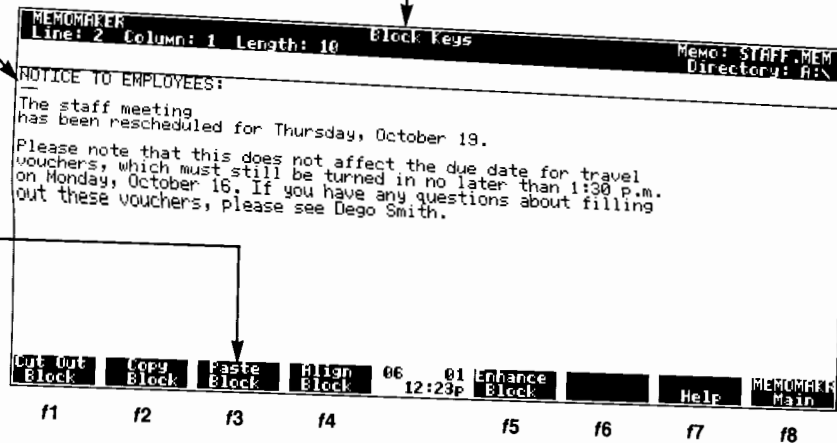 MEMOMAKER Block Keys Memo: STAFF.MEM
Line: 2 Column: 1 Length: 10 Directory: A:\
NOTICE TO EMPLOYEES:
The staff meeting
has been rescheduled for Thursday, October 19.
Please note that this does not affect the due date for travel
vouchers, which must still be turned in no later than 1:30 p.m.
on Monday, October 16. If you have any questions about filling
out these vouchers, please see Dego Smith.
Cut Out Copy Paste Align 06 01 Enhance MEMOMAKER
Block Block Block Block 12:23p Block Help Main
f1 f2 f3 f4 f5 f6 f7 f8